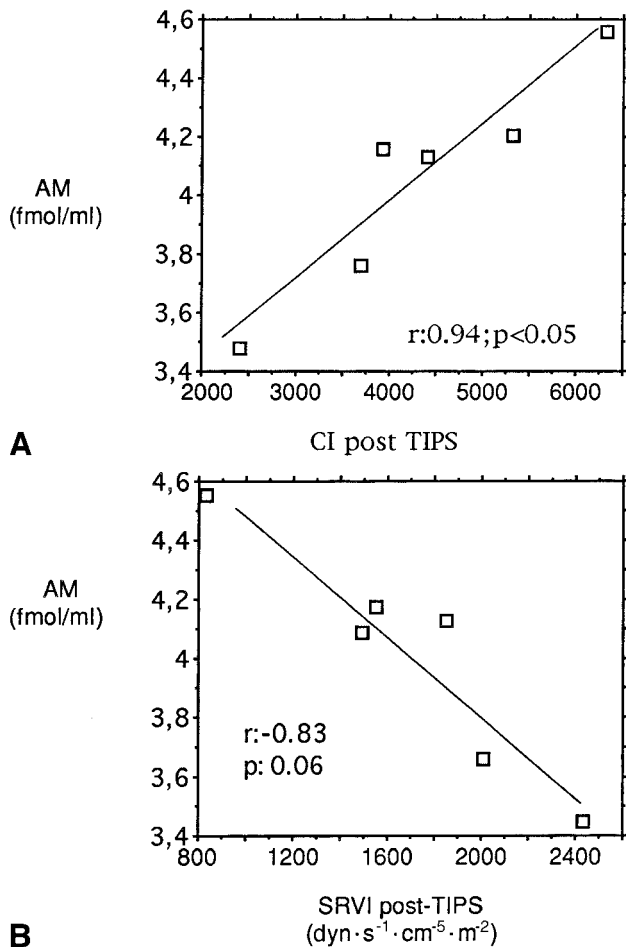 4,6
4,4
4,2
4
3,8
3,6
3,4
AM
(fmol/ml)
r:0.94;p<0.05
2000 3000 4000 5000 6000
A
CI post TIPS
4,6
4,4
4,2
4
3,8
3,6
3,4
AM
(fmol/ml)
r:-0.83
p: 0.06
800 1200 1600 2000 2400
SRVI post-TIPS
(dyn·s⁻¹·cm⁻⁵·m⁻²)
B